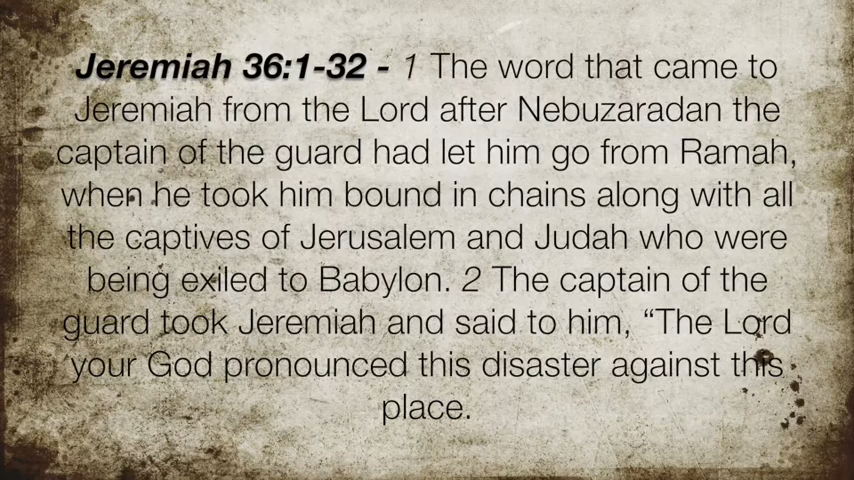 Jeremiah 36:1-32 - 1 The word that came to
Jeremiah from the Lord after Nebuzaradan the
captain of the guard had let him go from Ramah,
when he took him bound in chains along with all
the captives of Jerusalem and Judah who were
being exiled to Babylon. 2 The captain of the
guard took Jeremiah and said to him, “The Lord
your God pronounced this disaster against this
place.